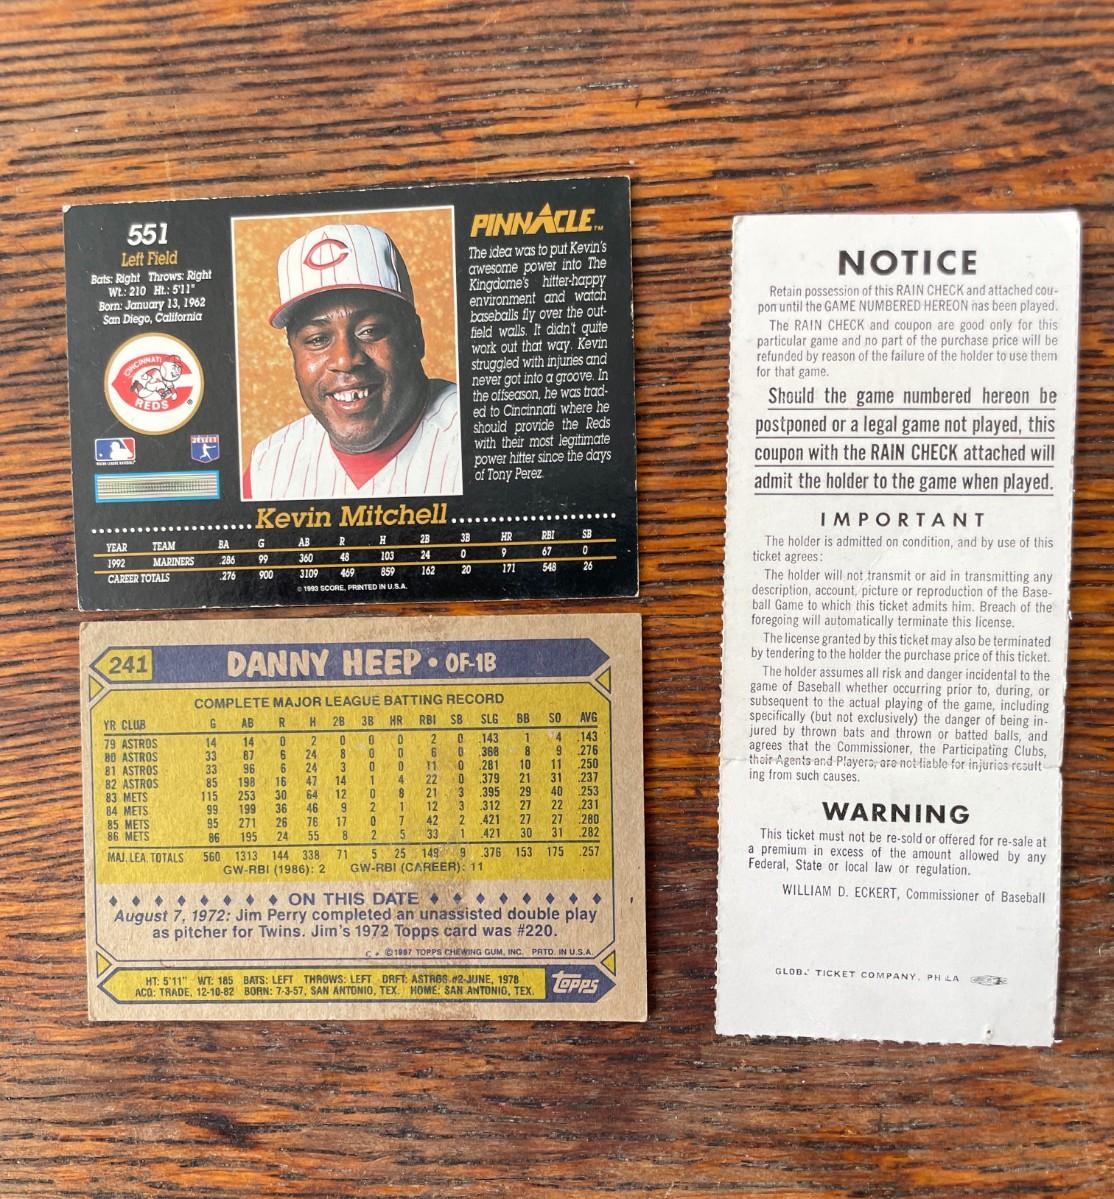 551
Left Field
Bats: Right Throws: Right
Wt.: 210 Ht.: 5'11"
Born: January 13, 1962
San Diego, California
CINCINNATI
REDS
PINNACLE™
The idea was to put Kevin's
awesome power into The
Kingdome's hitter-happy
environment and watch
baseballs fly over the out-
field walls. It didn't quite
work out that way. Kevin
struggled with injuries and
never got into a groove. In
the offseason, he was trad-
ed to Cincinnati where he
should provide the Reds
with their most legitimate
power hitter since the days
of Tony Perez.
Kevin Mitchell
YEAR TEAM BA G AB R H 2B 3B HR RBI SB
1992 MARINERS .286 99 360 48 103 24 0 9 67 0
CAREER TOTALS .276 900 3109 469 859 162 20 171 548 26
© 1993 SCORE, PRINTED IN U.S.A.
241
DANNY HEEP • OF-1B
COMPLETE MAJOR LEAGUE BATTING RECORD
YR CLUB G AB R H 2B 3B HR RBI SB SLG BB SO AVG
79 ASTROS 14 14 0 2 0 0 0 2 0 .143 1 4 .143
80 ASTROS 33 87 6 24 8 0 0 6 0 .368 8 9 .276
81 ASTROS 33 96 6 24 3 0 0 11 0 .281 10 11 .250
82 ASTROS 85 198 16 47 14 1 4 22 0 .379 21 31 .237
83 METS 115 253 30 64 12 0 8 21 3 .395 29 40 .253
84 METS 99 199 36 46 9 2 1 12 3 .312 27 22 .231
85 METS 95 271 26 76 17 0 7 42 2 .421 27 27 .280
86 METS 86 195 24 55 8 2 5 33 1 .421 30 31 .282
MAJ. LEA. TOTALS 560 1313 144 338 71 5 25 149 9 .376 153 175 .257
GW-RBI (1986): 2 GW-RBI (CAREER): 11
ON THIS DATE
August 7, 1972: Jim Perry completed an unassisted double play
as pitcher for Twins. Jim's 1972 Topps card was #220.
©1987 TOPPS CHEWING GUM, INC. PRTD. IN U.S.A.
HT: 5'11" WT: 185 BATS: LEFT THROWS: LEFT DRFT: ASTROS #2-JUNE, 1978
ACQ: TRADE, 12-10-82 BORN: 7-3-57, SAN ANTONIO, TEX. HOME: SAN ANTONIO, TEX.
topps
NOTICE
Retain possession of this RAIN CHECK and attached cou-
pon until the GAME NUMBERED HEREON has been played.
The RAIN CHECK and coupon are good only for this
particular game and no part of the purchase price will be
refunded by reason of the failure of the holder to use them
for that game.
Should the game numbered hereon be
postponed or a legal game not played, this
coupon with the RAIN CHECK attached will
admit the holder to the game when played.
IMPORTANT
The holder is admitted on condition, and by use of this
ticket agrees:
The holder will not transmit or aid in transmitting any
description, account, picture or reproduction of the Base-
ball Game to which this ticket admits him. Breach of the
foregoing will automatically terminate this license.
The license granted by this ticket may also be terminated
by tendering to the holder the purchase price of this ticket.
The holder assumes all risk and danger incidental to the
game of Baseball whether occurring prior to, during, or
subsequent to the actual playing of the game, including
specifically (but not exclusively) the danger of being in-
jured by thrown bats and thrown or batted balls, and
agrees that the Commissioner, the Participating Clubs,
their Agents and Players, are not liable for injuries result
ing from such causes.
WARNING
This ticket must not be re-sold or offered for re-sale at
a premium in excess of the amount allowed by any
Federal, State or local law or regulation.
WILLIAM D. ECKERT, Commissioner of Baseball
TICKET COMPANY,